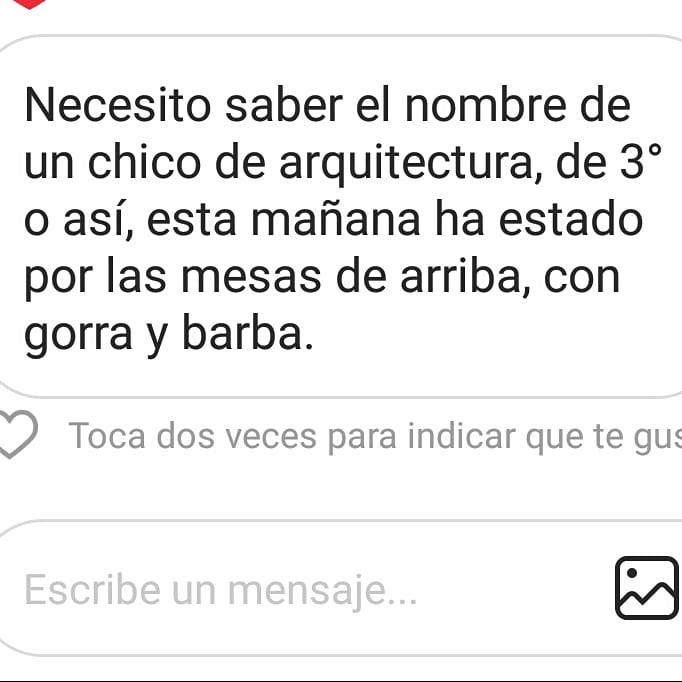 Necesito saber el nombre de
un chico de arquitectura, de 3°
o así, esta mañana ha estado
por las mesas de arriba, con
gorra y barba.
Toca dos veces para indicar que te gus
Escribe un mensaje...